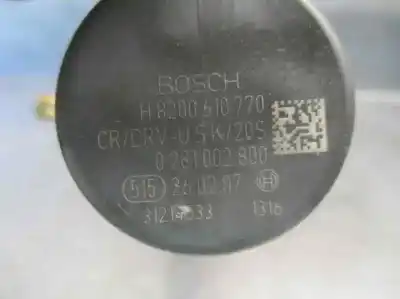 BOSCH
H 8200 610 770
CR/DRV-U S K/20S
0 281 002 800
515 26 02 07 H
1316